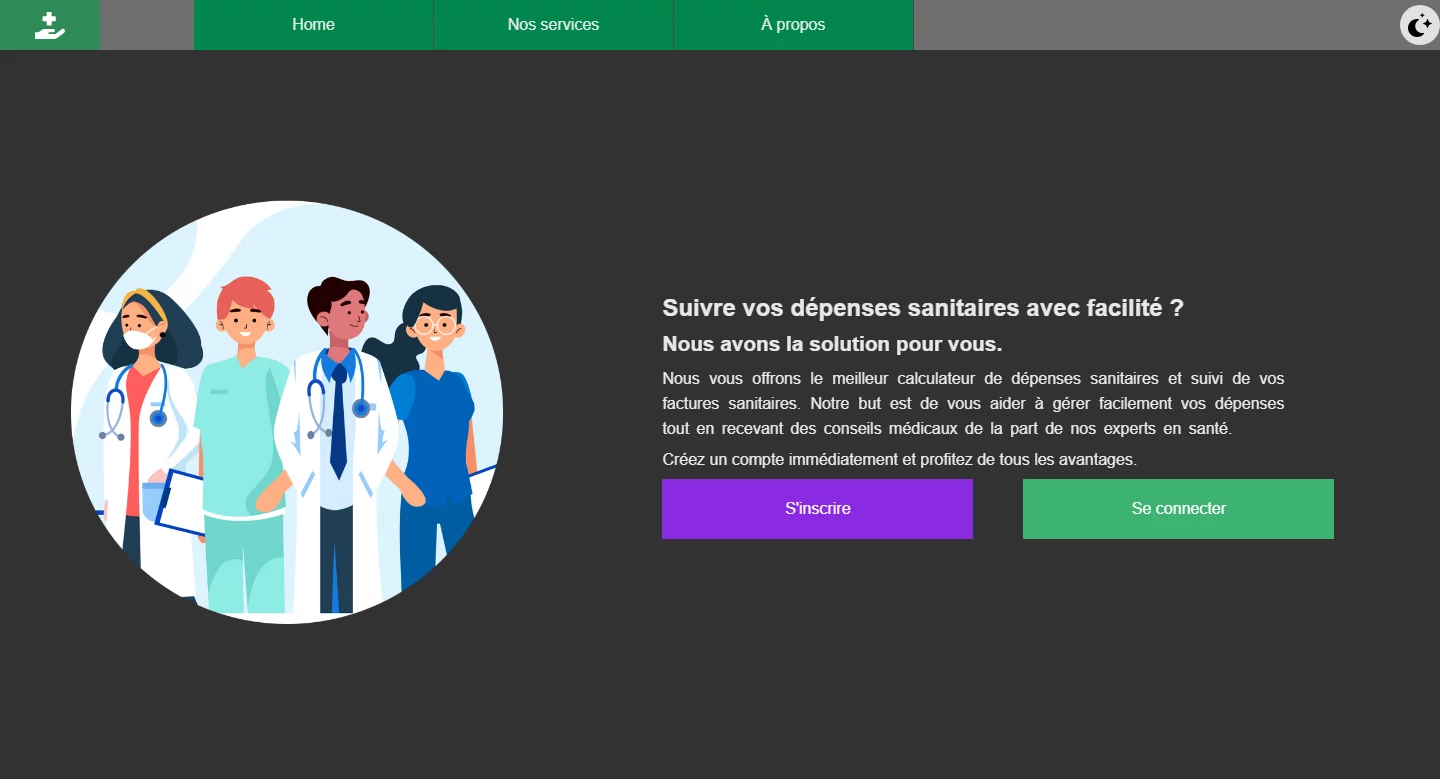 Home
Nos services
À propos
Suivre vos dépenses sanitaires avec facilité ?
Nous avons la solution pour vous.
Nous vous offrons le meilleur calculateur de dépenses sanitaires et suivi de vos
factures sanitaires. Notre but est de vous aider à gérer facilement vos dépenses
tout en recevant des conseils médicaux de la part de nos experts en santé.
Créez un compte immédiatement et profitez de tous les avantages.
S'inscrire
Se connecter